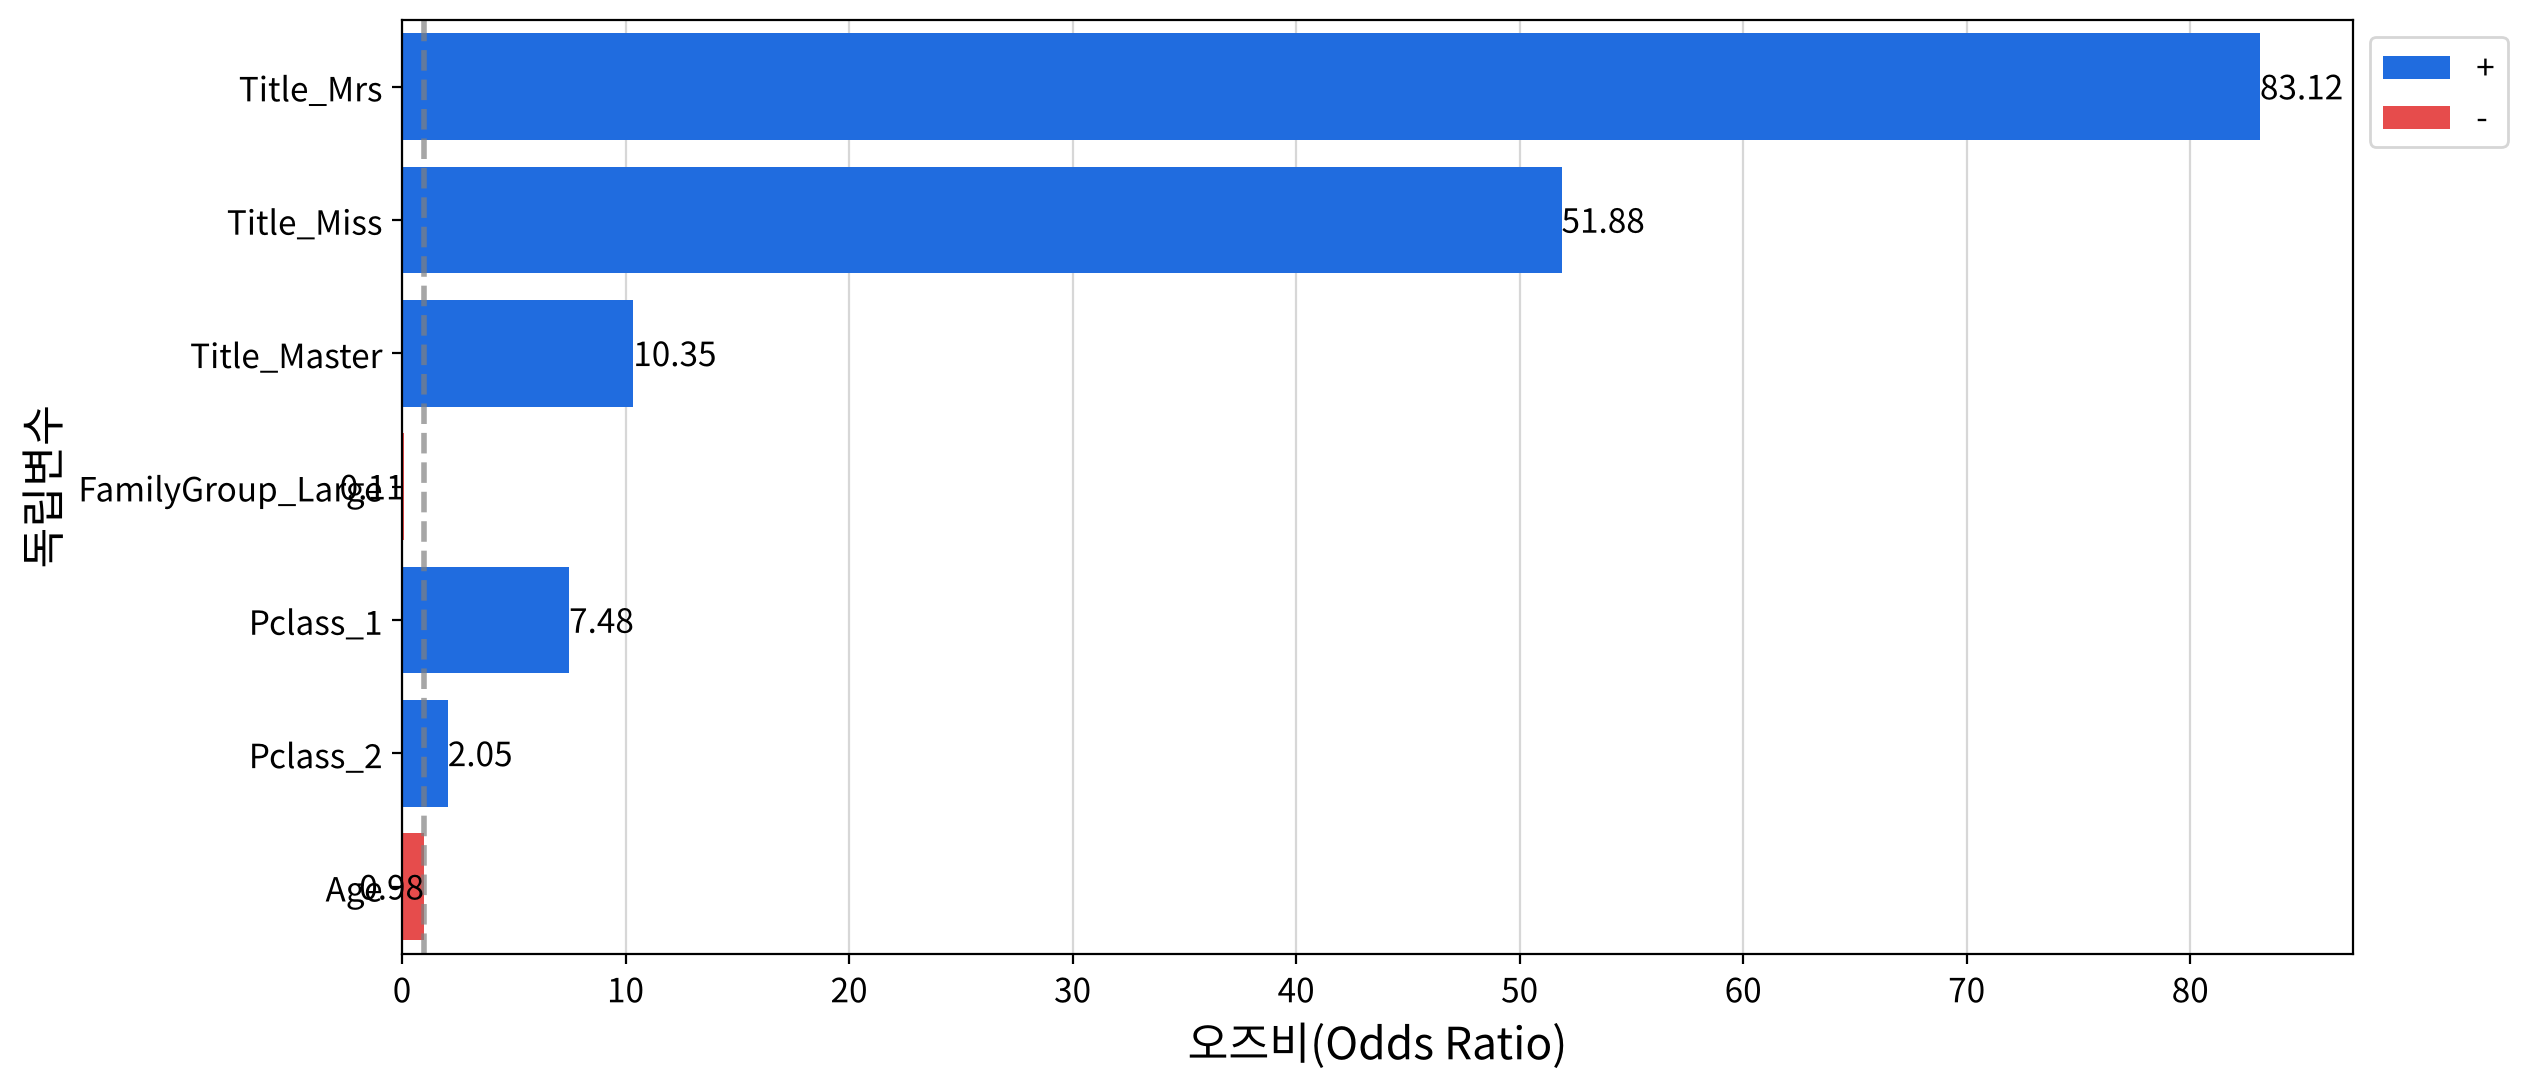 Title_Mrs 83.12
Title_Miss 51.88
Title_Master 10.35
FamilyGroup_Large 0.11
Pclass_1 7.48
Pclass_2 2.05
Age 0.98
독립변수
0 10 20 30 40 50 60 70 80
오즈비(Odds Ratio)
+
-